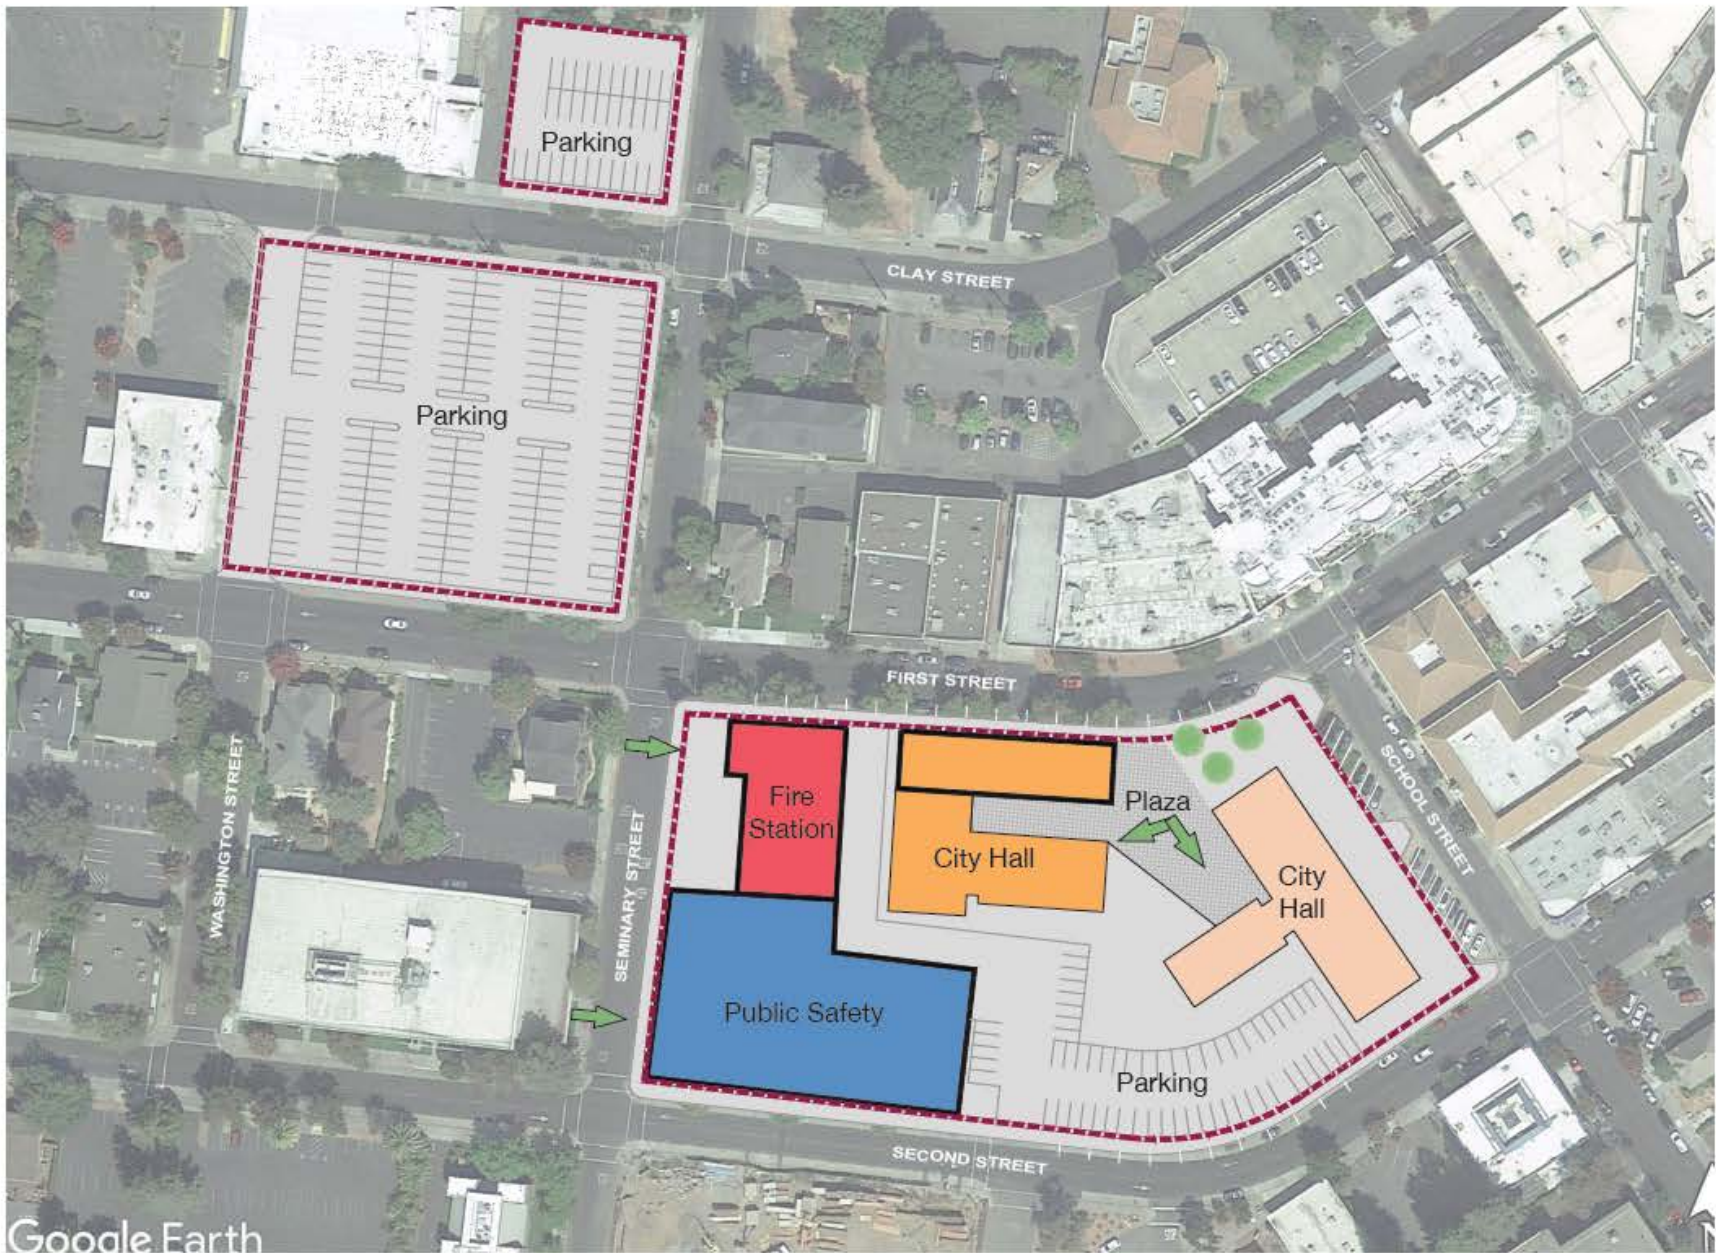 Parking
CLAY STREET
Parking
FIRST STREET
WASHINGTON STREET
SEMINARY STREET
SCHOOL STREET
Fire
Station
Plaza
City Hall
City
Hall
Public Safety
Parking
SECOND STREET
Google Earth